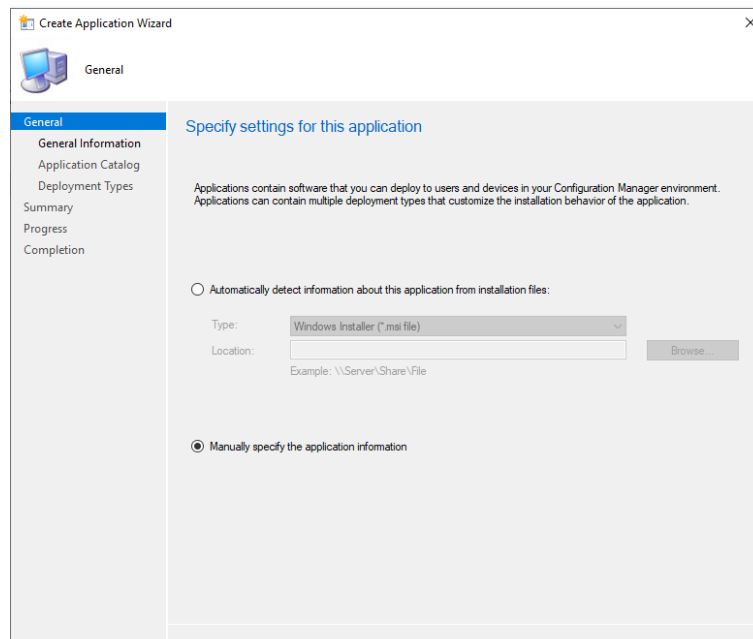 Create Application Wizard
General
General
General Information
Application Catalog
Deployment Types
Summary
Progress
Completion
Specify settings for this application
Applications contain software that you can deploy to users and devices in your Configuration Manager environment.
Applications can contain multiple deployment types that customize the installation behavior of the application.
Automatically detect information about this application from installation files:
Type:
Windows Installer (*.msi file)
Location:
Browse...
Example: \\Server\Share\File
Manually specify the application information